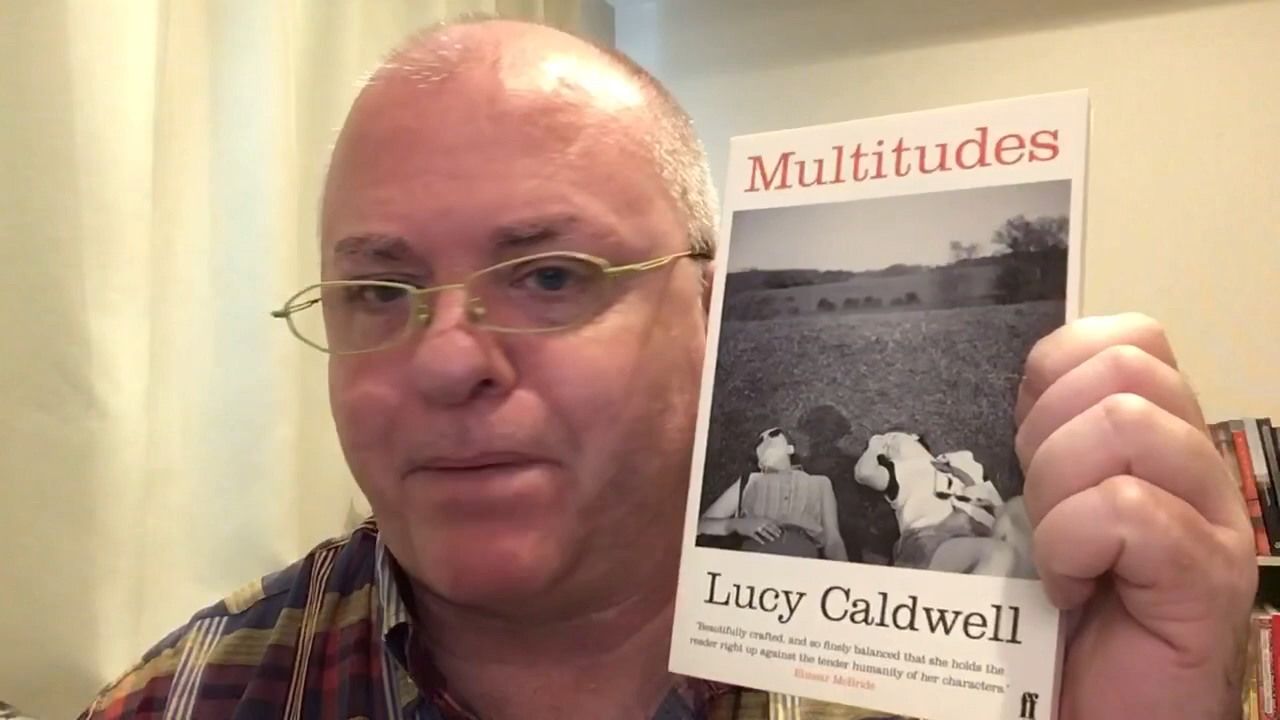 Multitudes
Lucy Caldwell
'Beautifully crafted, and so finely balanced that she holds the
reader right up against the tender humanity of her characters.'
Eimear McBride
ff